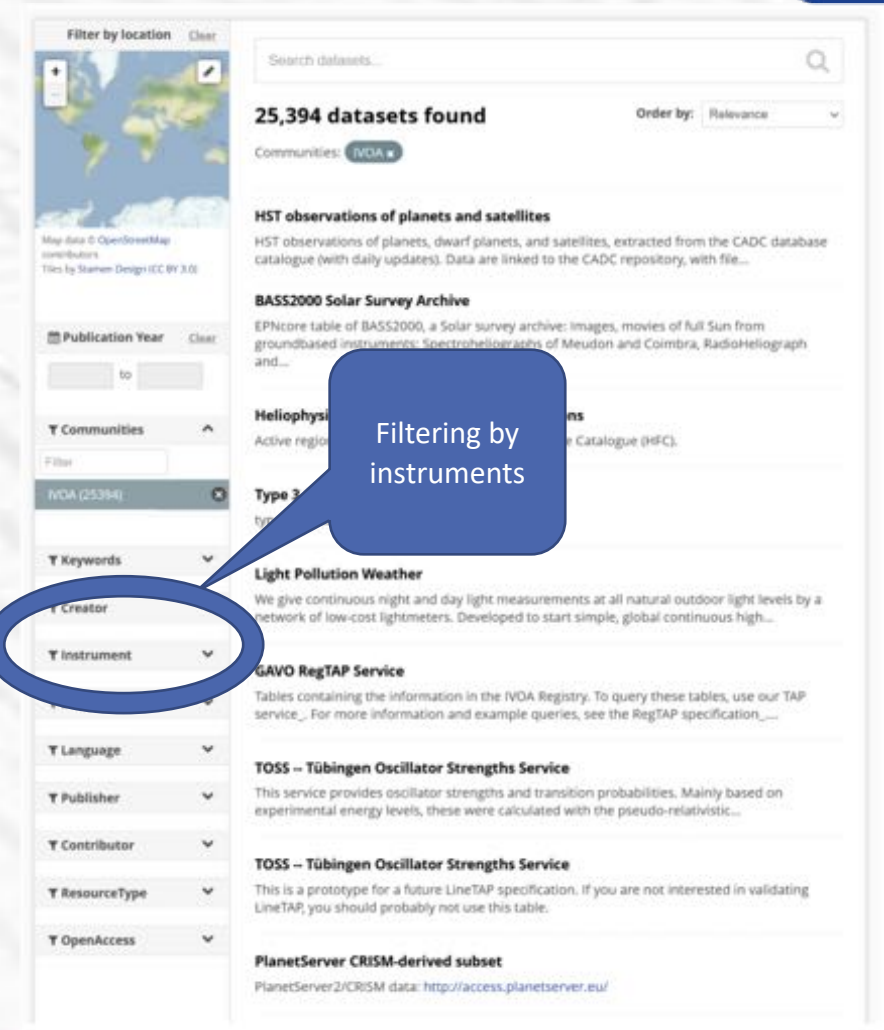 Filter by location Clear
+
-
Map data © OpenStreetMap
contributors
Tiles by Stamen Design (CC BY 3.0)
Publication Year Clear
to
Communities
Filter
IVOA (25394)
Keywords
Creator
Instrument
Language
Publisher
Contributor
ResourceType
OpenAccess
Search datasets...
25,394 datasets found
Order by: Relevance
Communities: IVOA x
HST observations of planets and satellites
HST observations of planets, dwarf planets, and satellites, extracted from the CADC database
catalogue (with daily updates). Data are linked to the CADC repository, with file...
BASS2000 Solar Survey Archive
EPNcore table of BASS2000, a Solar survey archive: Images, movies of full Sun from
groundbased instruments: Spectroheliographs of Meudon and Coimbra, RadioHeliograph
and...
Heliophysi
ns
Active regio
e Catalogue (HFC).
Filtering by
instruments
Type 3
Light Pollution Weather
We give continuous night and day light measurements at all natural outdoor light levels by a
network of low-cost lightmeters. Developed to start simple, global continuous high...
GAVO RegTAP Service
Tables containing the information in the IVOA Registry. To query these tables, use our TAP
service_. For more information and example queries, see the RegTAP specification_....
TOSS -- Tübingen Oscillator Strengths Service
This service provides oscillator strengths and transition probabilities. Mainly based on
experimental energy levels, these were calculated with the pseudo-relativistic...
TOSS -- Tübingen Oscillator Strengths Service
This is a prototype for a future LineTAP specification. If you are not interested in validating
LineTAP, you should probably not use this table.
PlanetServer CRISM-derived subset
PlanetServer2/CRISM data: http://access.planetserver.eu/